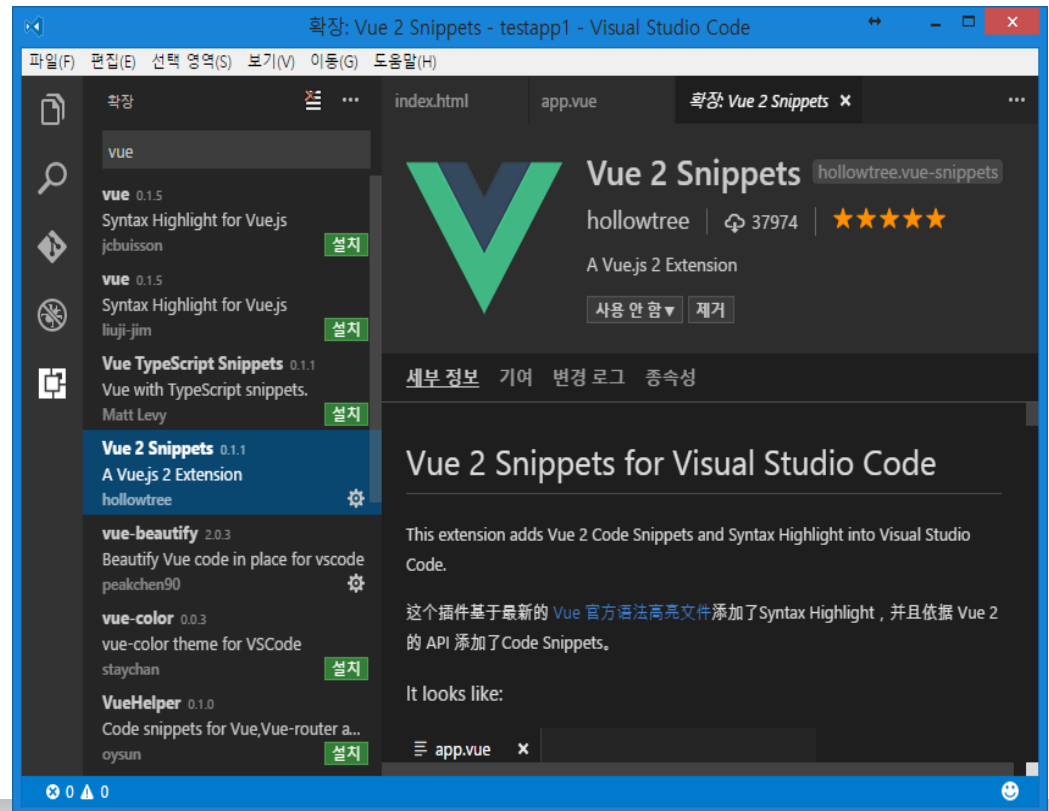 확장: Vue 2 Snippets - testapp1 - Visual Studio Code
파일(F) 편집(E) 선택 영역(S) 보기(V) 이동(G) 도움말(H)
확장
vue
vue 0.1.5
Syntax Highlight for Vue.js
jcbuisson 설치
vue 0.1.5
Syntax Highlight for Vue.js
liuji-jim 설치
Vue TypeScript Snippets 0.1.1
Vue with TypeScript snippets.
Matt Levy 설치
Vue 2 Snippets 0.1.1
A Vue.js 2 Extension
hollowtree
vue-beautify 2.0.3
Beautify Vue code in place for vscode
peakchen90
vue-color 0.0.3
vue-color theme for VSCode
staychan 설치
VueHelper 0.1.0
Code snippets for Vue,Vue-router a...
oysun 설치
index.html app.vue 확장: Vue 2 Snippets
Vue 2 Snippets hollowtree.vue-snippets
hollowtree 37974
A Vue.js 2 Extension
사용 안 함 제거
세부 정보 기여 변경 로그 종속성
Vue 2 Snippets for Visual Studio Code
This extension adds Vue 2 Code Snippets and Syntax Highlight into Visual Studio
Code.
这个插件基于最新的 Vue 官方语法高亮文件添加了Syntax Highlight，并且依据 Vue 2
的 API 添加了Code Snippets。
It looks like:
app.vue
0 0